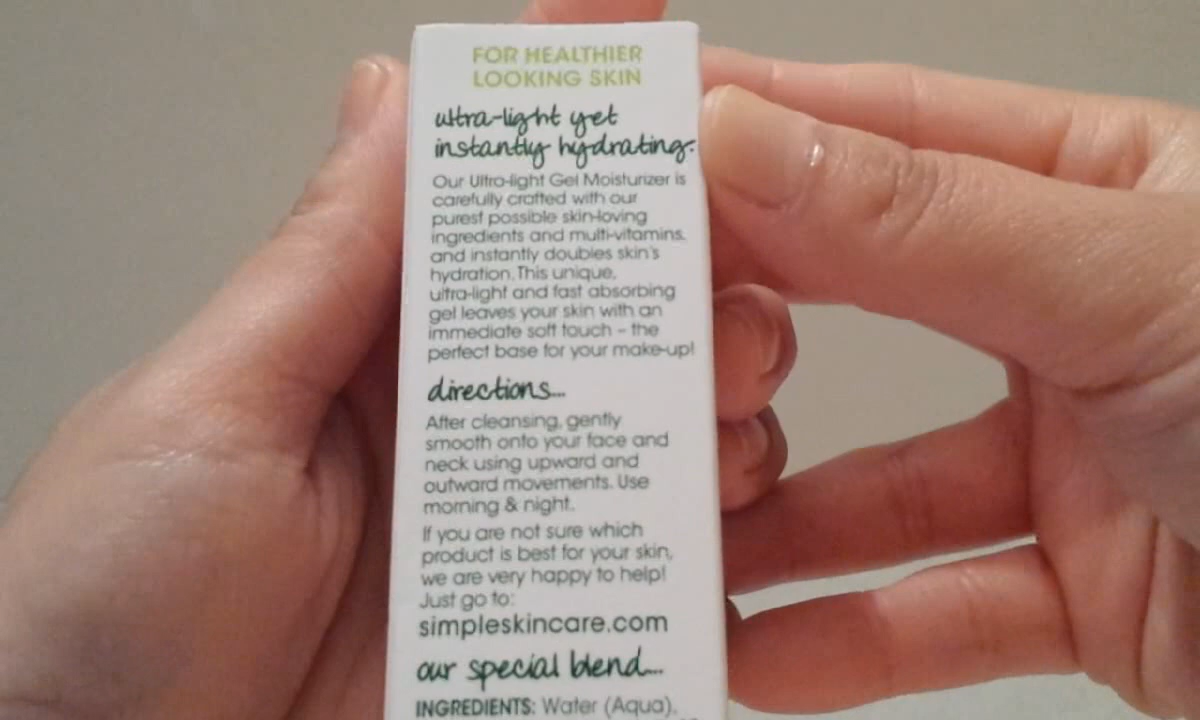 FOR HEALTHIER
LOOKING SKIN
ultra-light yet
instantly hydrating.
Our Ultra-light Gel Moisturizer is
carefully crafted with our
purest possible skin-loving
ingredients and multi-vitamins.
and instantly doubles skin's
hydration. This unique,
ultra-light and fast absorbing
gel leaves your skin with an
immediate soft touch – the
perfect base for your make-up!
directions...
After cleansing, gently
smooth onto your face and
neck using upward and
outward movements. Use
morning & night.
If you are not sure which
product is best for your skin,
we are very happy to help!
Just go to:
simpleskincare.com
our special blend...
INGREDIENTS: Water (Aqua),